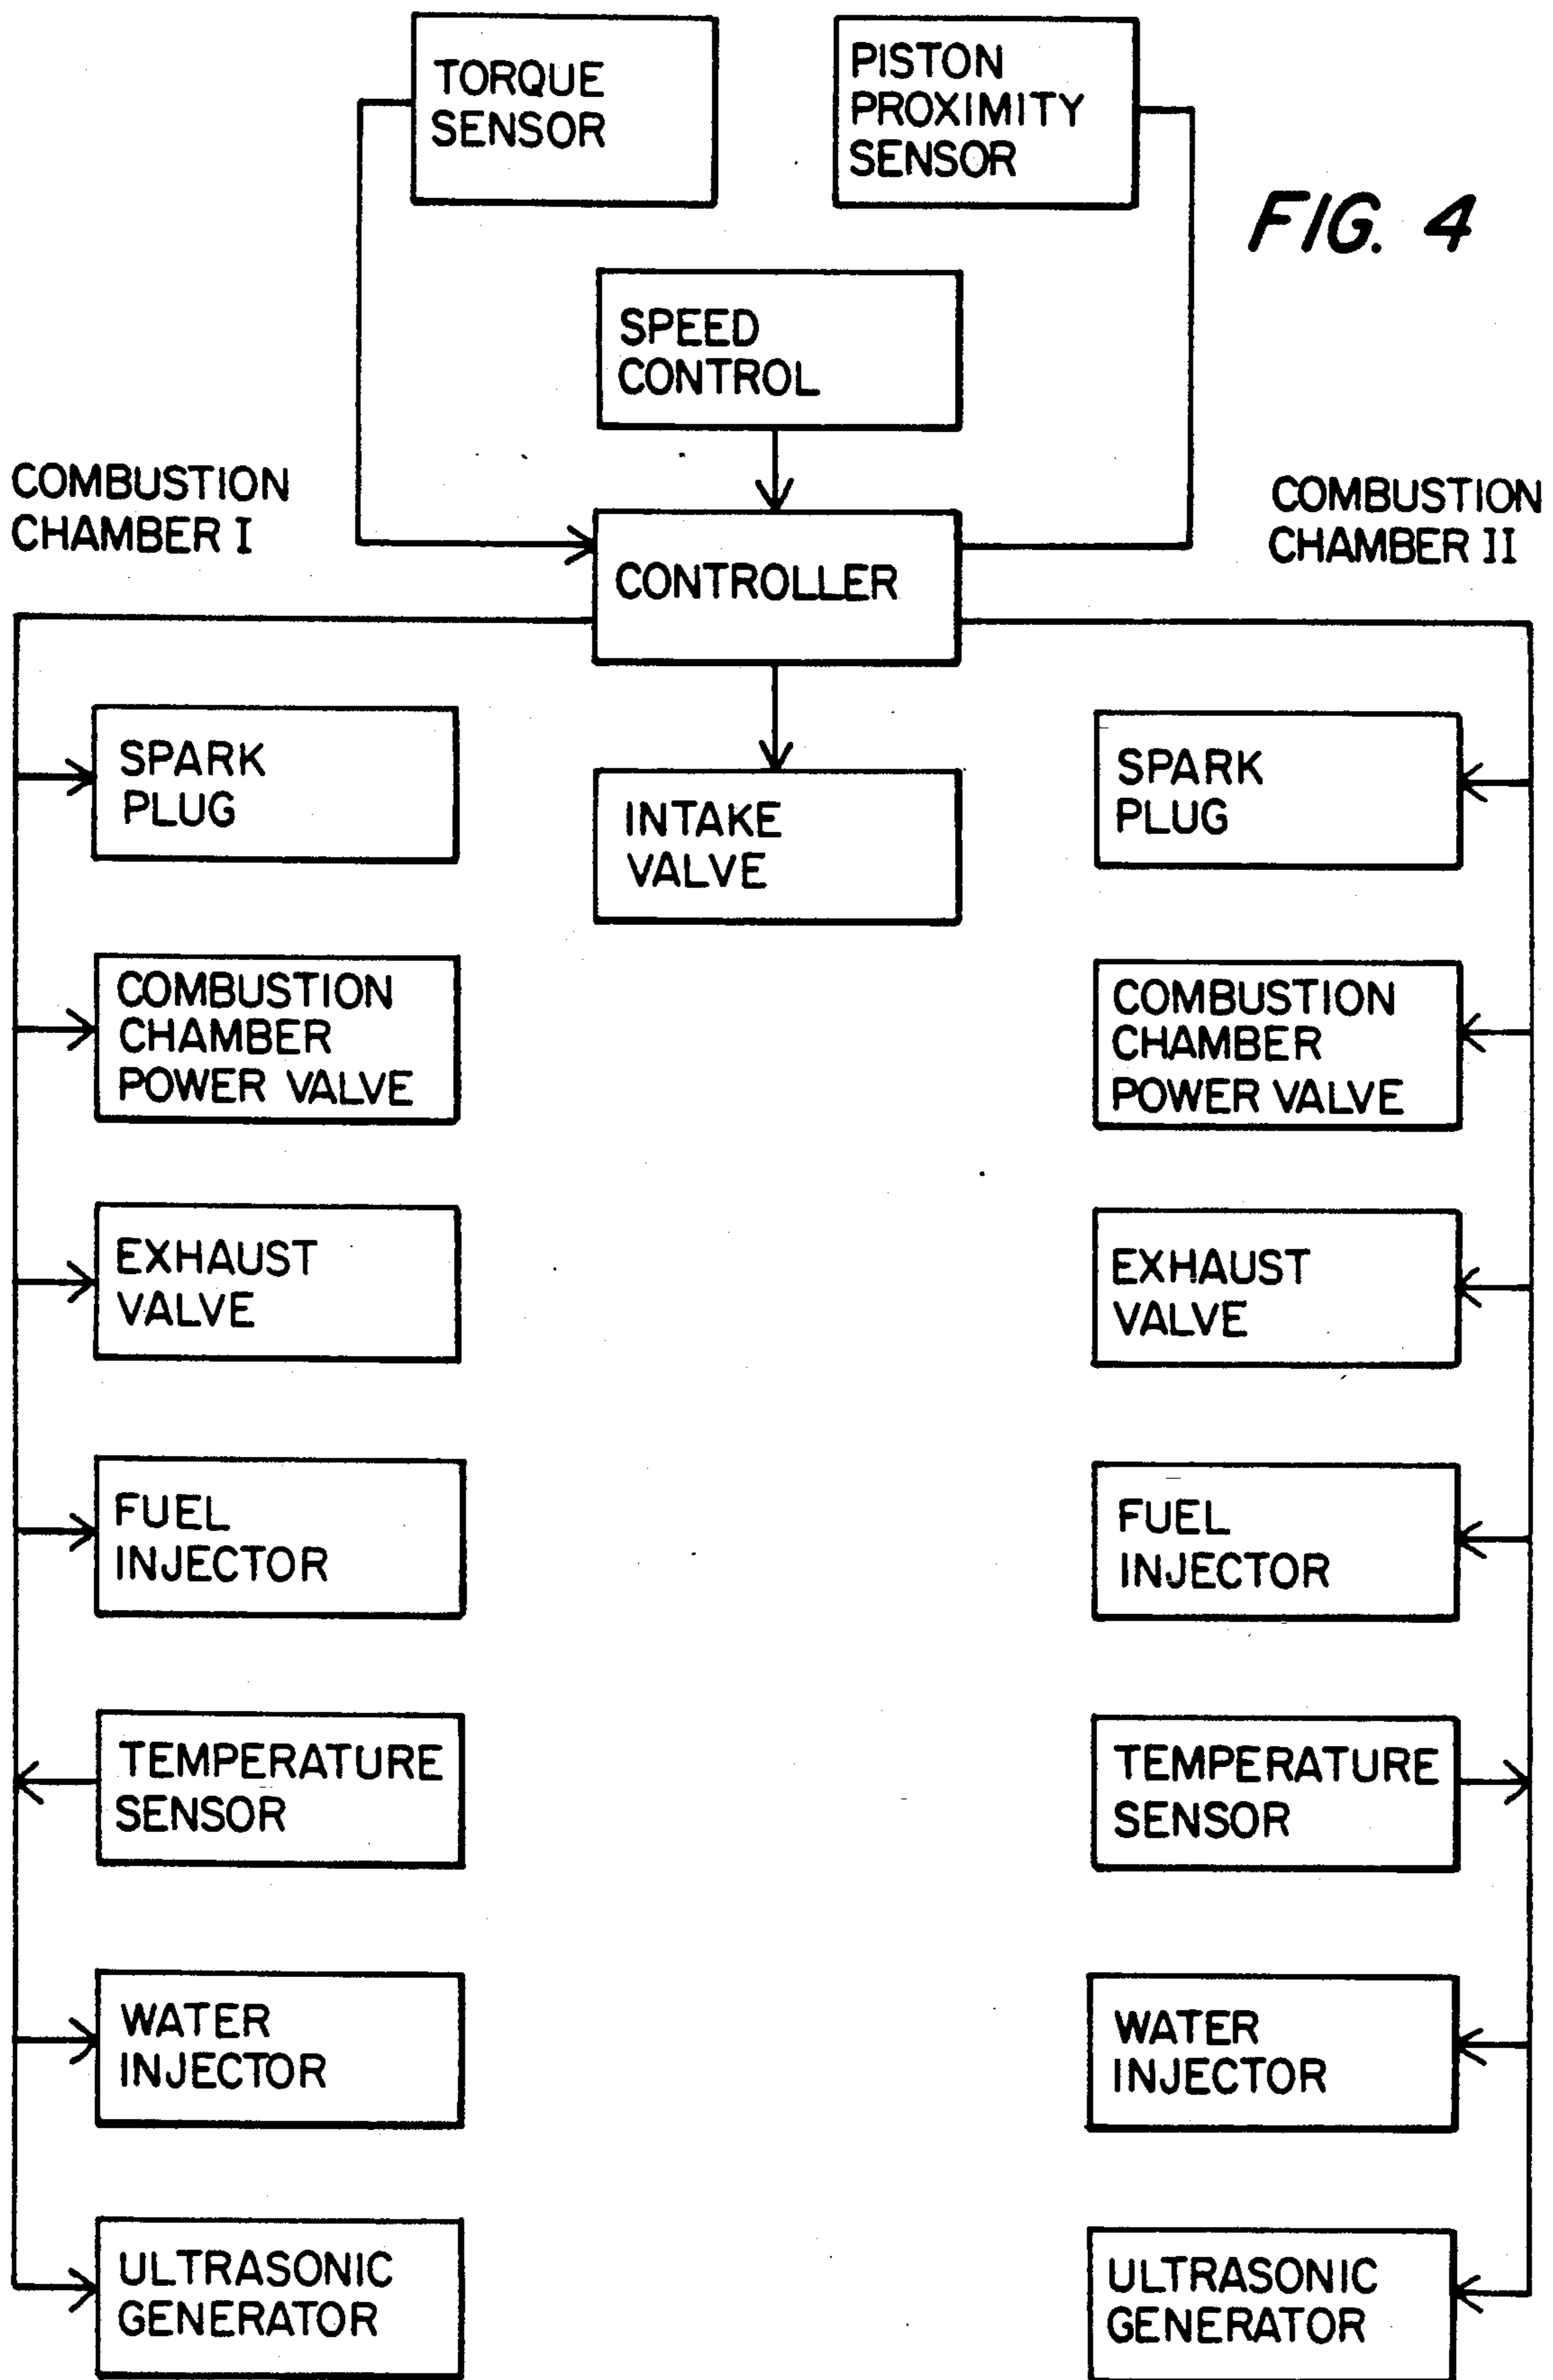 TORQUE
SENSOR
PISTON
PROXIMITY
SENSOR
FIG. 4
SPEED
CONTROL
COMBUSTION
CHAMBER I
COMBUSTION
CHAMBER II
CONTROLLER
INTAKE
VALVE
SPARK
PLUG
COMBUSTION
CHAMBER
POWER VALVE
EXHAUST
VALVE
FUEL
INJECTOR
TEMPERATURE
SENSOR
WATER
INJECTOR
ULTRASONIC
GENERATOR
SPARK
PLUG
COMBUSTION
CHAMBER
POWER VALVE
EXHAUST
VALVE
FUEL
INJECTOR
TEMPERATURE
SENSOR
WATER
INJECTOR
ULTRASONIC
GENERATOR